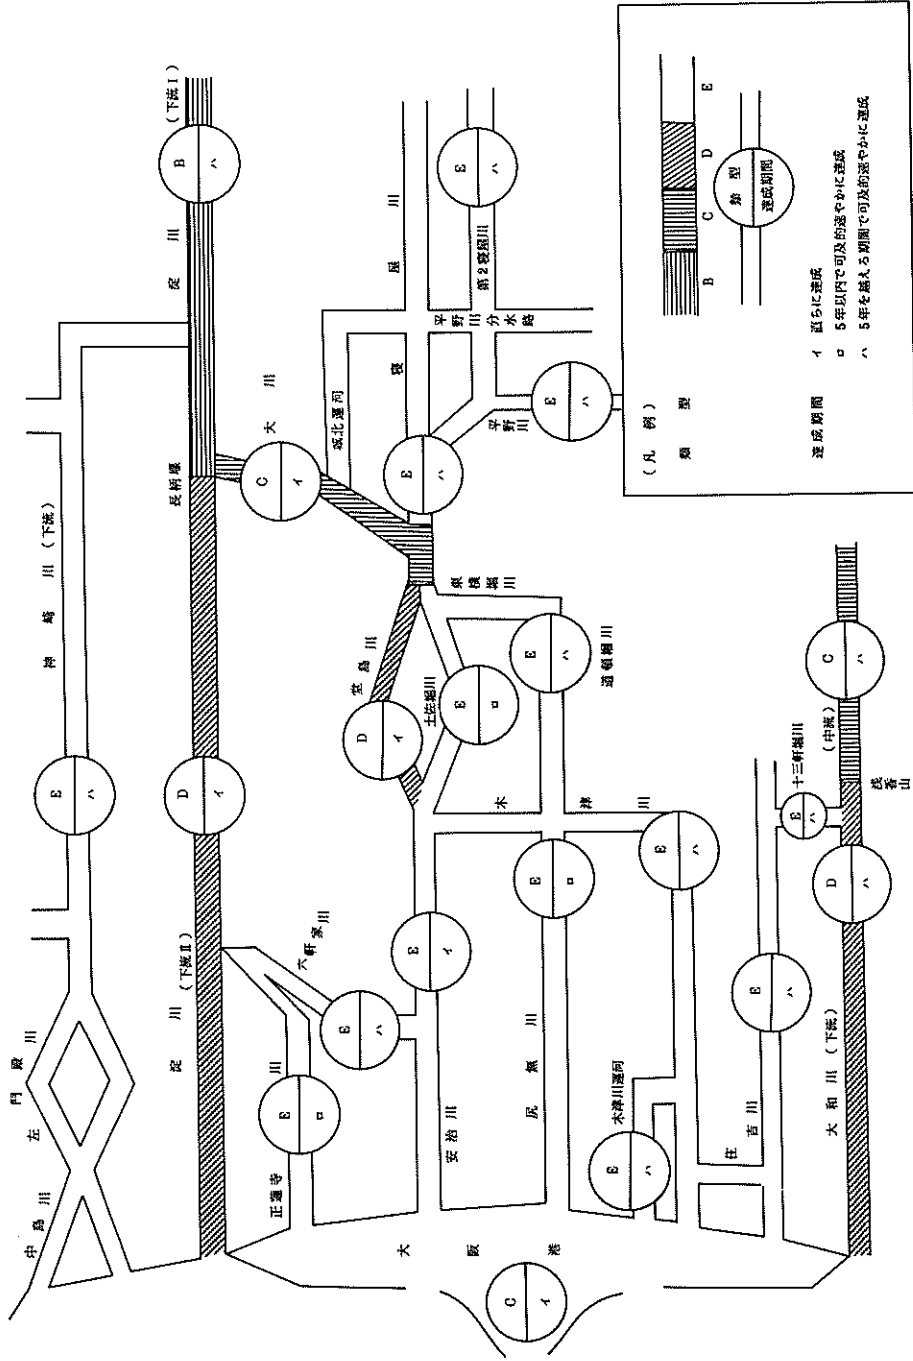 中島川
左門殿川
神崎川(下流)
E
ハ
淀川
(下流Ⅱ)
D
イ
長柄堰
淀川
(下流Ⅰ)
B
ハ
大川
C
イ
城北運河
寝屋川
E
ハ
第2寝屋川
E
ハ
平野川分水路
平野川
E
ハ
正蓮寺川
E
ロ
六軒家川
E
ハ
安治川
E
イ
堂島川
D
イ
土佐堀川
E
ロ
東横堀川
道頓堀川
E
ハ
尻無川
E
ロ
木津川
E
ハ
木津川運河
E
ハ
住吉川
E
ハ
十三軒堀川
E
ハ
大和川(下流)
D
ハ
浅香山
(中流)
C
ハ
大阪港
C
イ
(凡例)
類型
B
C
D
E
類型
達成期間
達成期間
イ 直ちに達成
ロ 5年以内で可及的速やかに達成
ハ 5年を越える期間で可及的速やかに達成